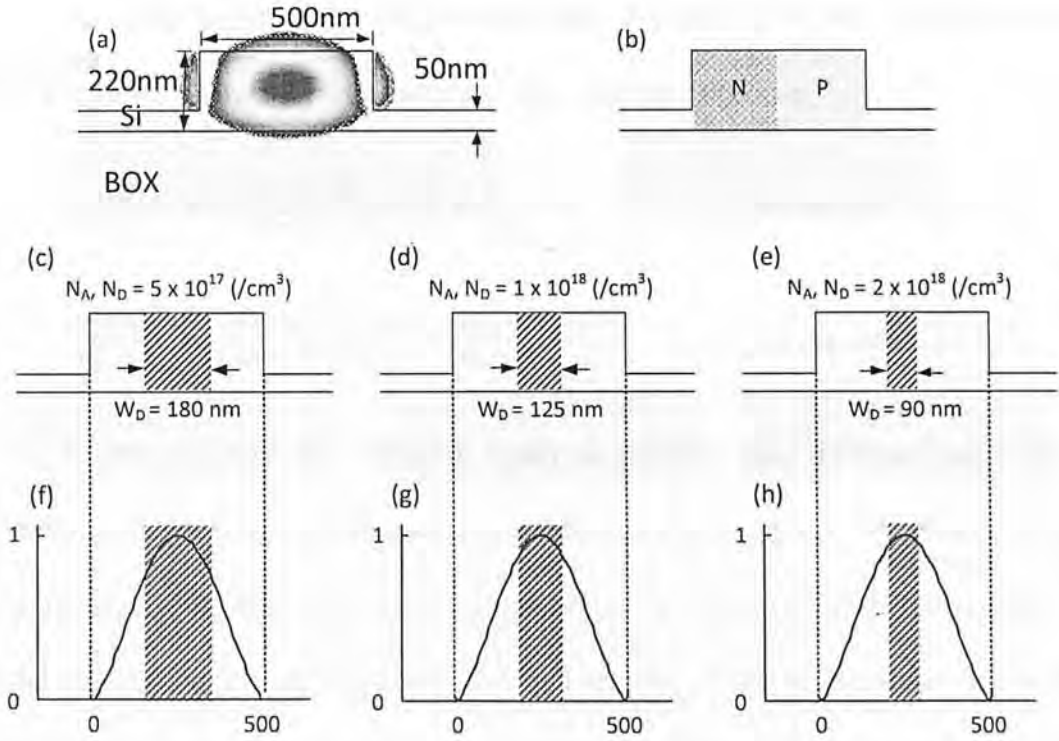 (a)
500nm
220nm
Si
50nm
BOX
(b)
N
P
(c)
N_A, N_D = 5 x 10^17 (/cm^3)
W_D = 180 nm
(d)
N_A, N_D = 1 x 10^18 (/cm^3)
W_D = 125 nm
(e)
N_A, N_D = 2 x 10^18 (/cm^3)
W_D = 90 nm
(f)
1
0
0
500
(g)
1
0
0
500
(h)
1
0
0
500